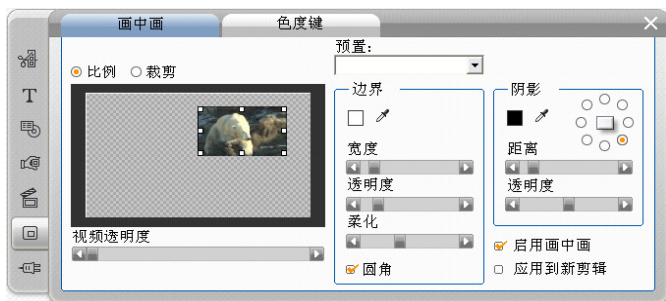 画中画 色度键
预置：
比例 裁剪
T
边界
阴影
宽度
距离
透明度
透明度
柔化
视频透明度
启用画中画
圆角
应用到新剪辑